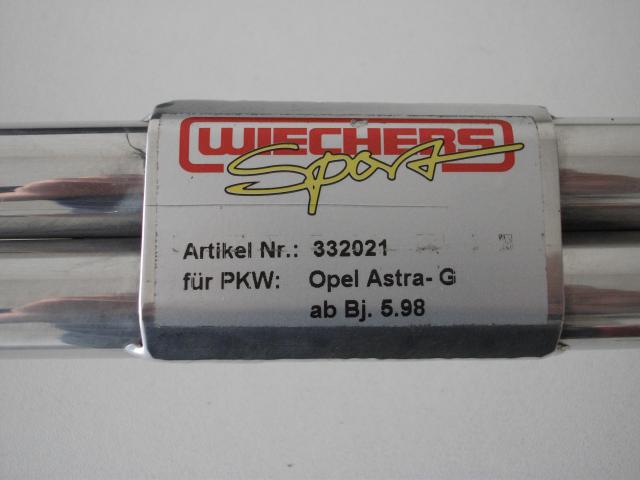 WIECHERS
Sport
Artikel Nr.: 332021
für PKW: Opel Astra- G
ab Bj. 5.98